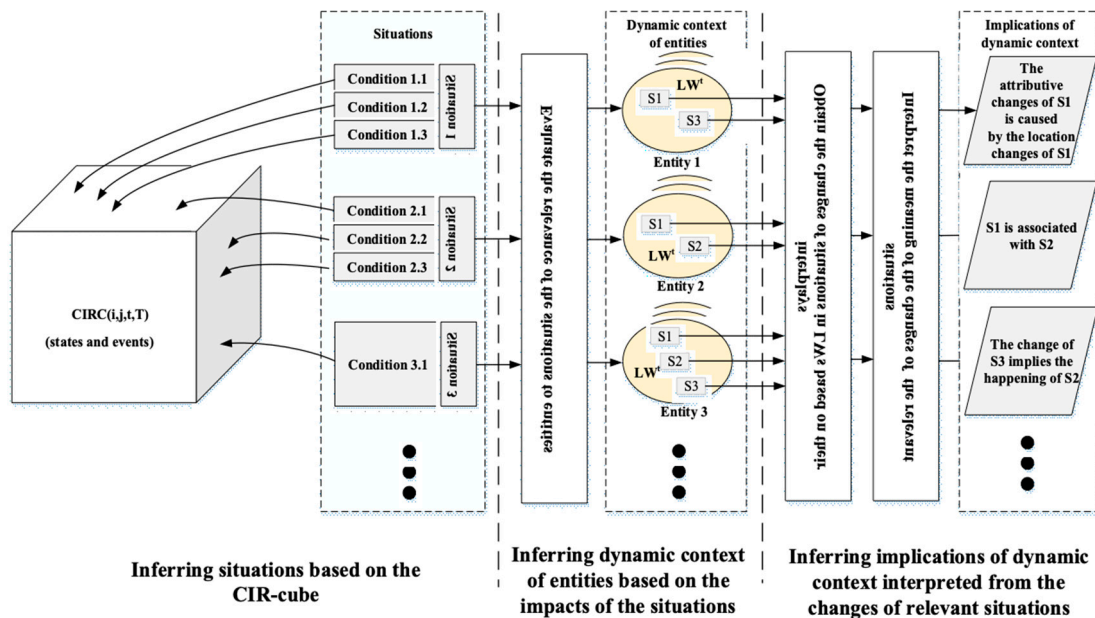 Situations
Condition 1.1
Condition 1.2
Condition 1.3
Situation 1
Condition 2.1
Condition 2.2
Condition 2.3
Situation 2
Condition 3.1
Situation 3
CIRC(i,j,t,T)
(states and events)
Inferring situations based on the
CIR-cube
Evaluate the relevance of the situations to entities
Dynamic context
of entities
LWᵗ
S1
S3
Entity 1
S1
S2
LWᵗ
Entity 2
S1
S2
LWᵗ
S3
Entity 3
Inferring dynamic context
of entities based on the
impacts of the situations
Obtain the changes of situations in LWs based on their
interplays
Interpret the meaning of the changes of the relevant
situations
Implications of
dynamic context
The
attributive
changes of S1
is caused
by the location
changes of S1
S1 is associated
with S2
The change of
S3 implies the
happening of S2
Inferring implications of dynamic
context interpreted from the
changes of relevant situations